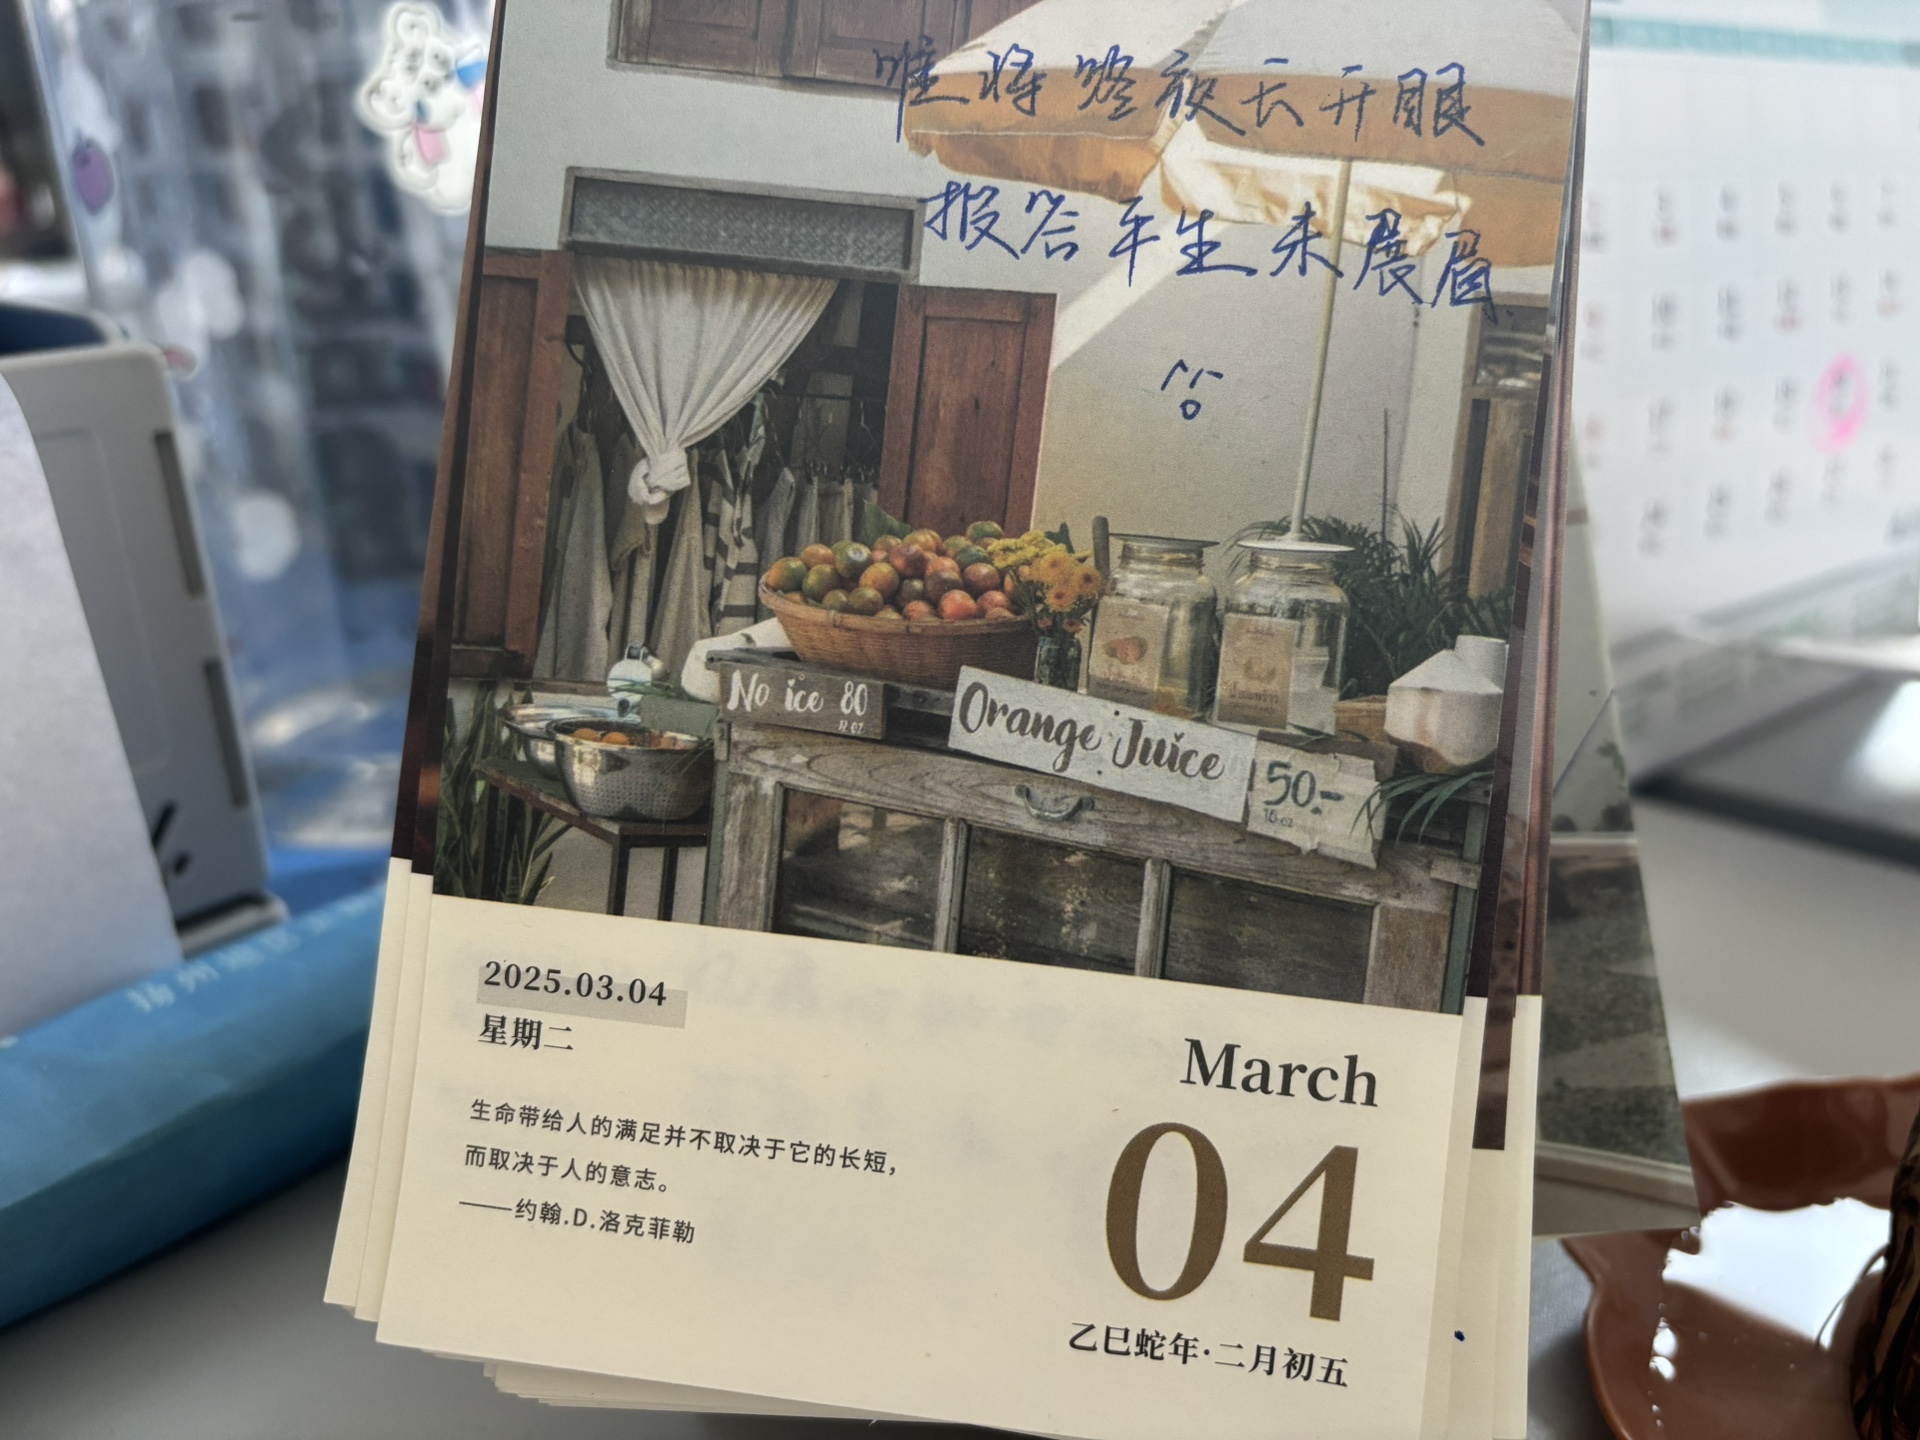 唯将终夜长开眼
报答平生未展眉
No ice 80
Orange Juice
50.-
16 oz
2025.03.04
星期二
生命带给人的满足并不取决于它的长短，
而取决于人的意志。
——约翰.D.洛克菲勒
March
04
乙巳蛇年·二月初五